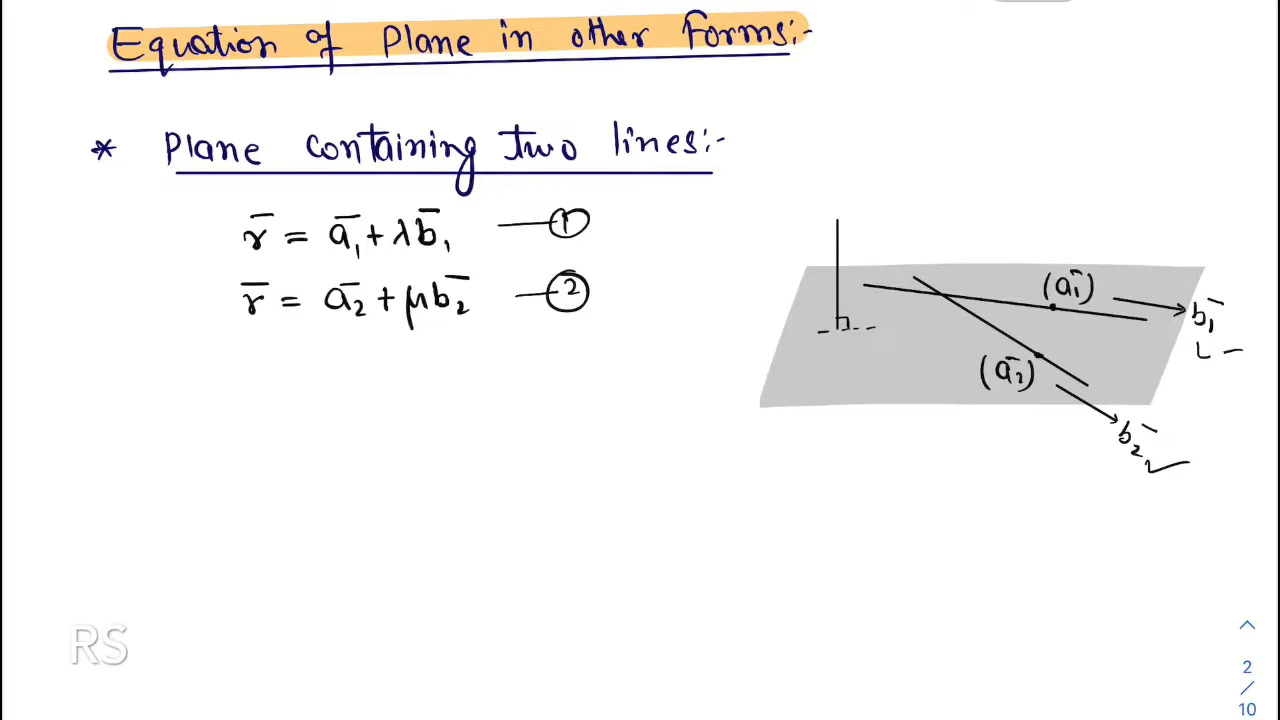 Equation of Plane in other Forms:-
* Plane containing two lines:-
r̄ = ā₁ + λb̄₁ —①
r̄ = ā₂ + μb̄₂ —②
(ā₁)
b̄₁
(ā₂)
b̄₂
RS
2
/
10